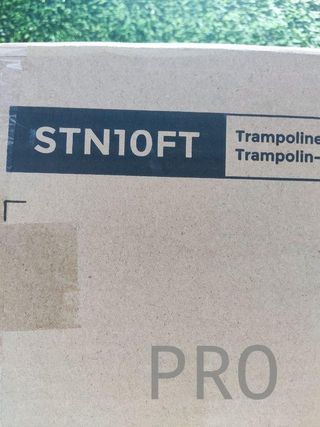 STN10FT
Trampoline
Trampolin-
PRO